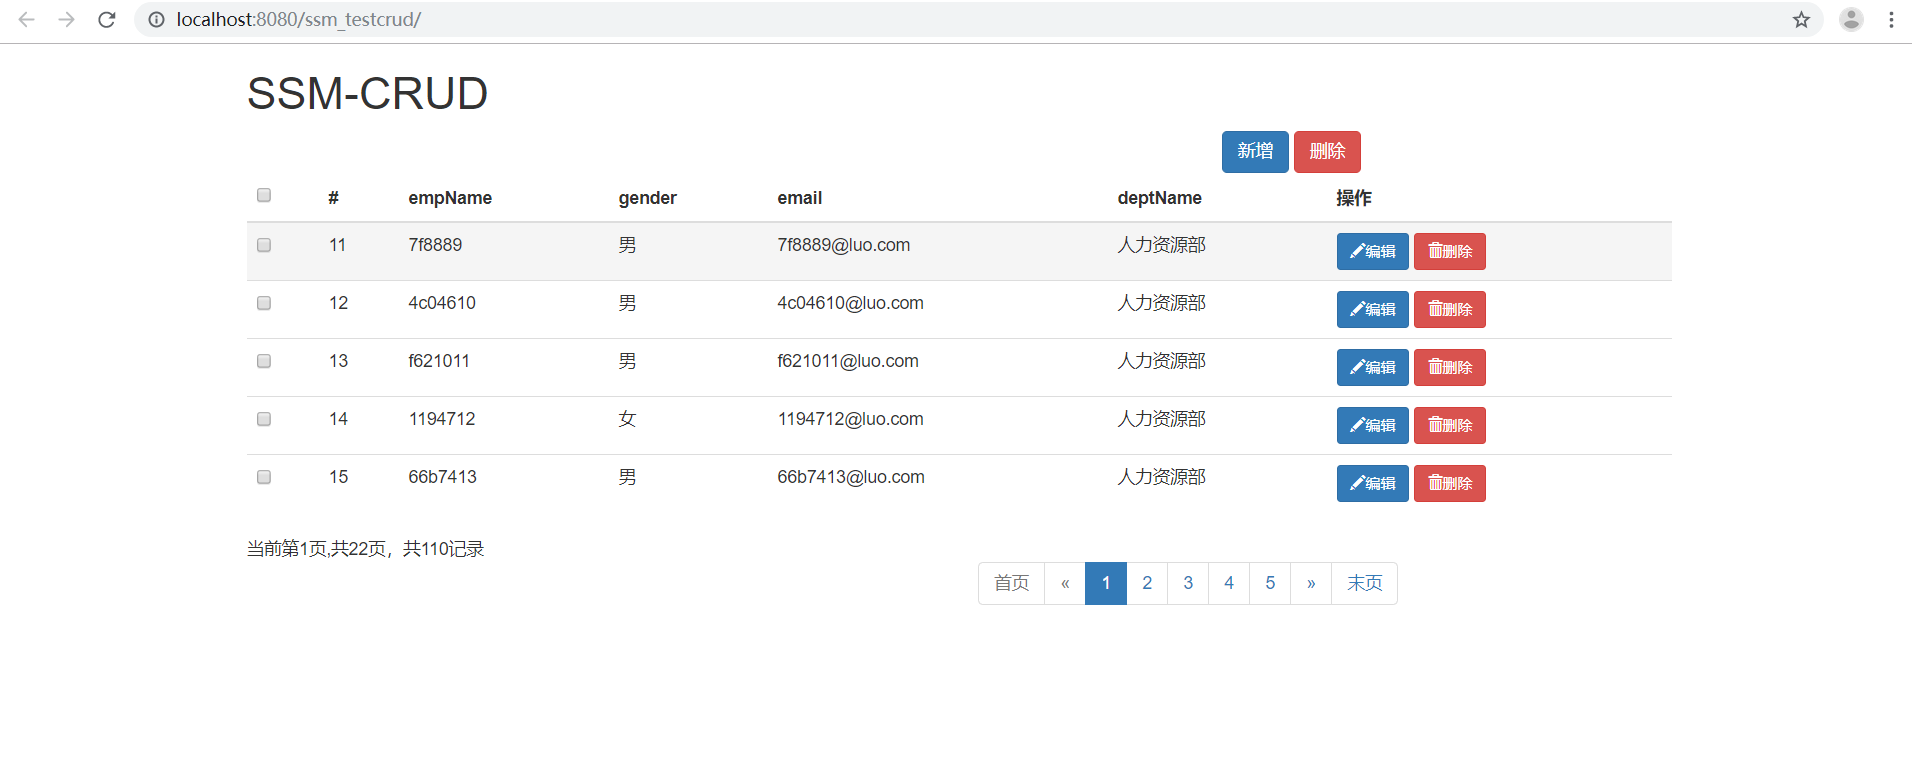 localhost:8080/ssm_testcrud/
SSM-CRUD
新增 删除
# empName gender email deptName 操作
11 7f8889 男 7f8889@luo.com 人力资源部 编辑 删除
12 4c04610 男 4c04610@luo.com 人力资源部 编辑 删除
13 f621011 男 f621011@luo.com 人力资源部 编辑 删除
14 1194712 女 1194712@luo.com 人力资源部 编辑 删除
15 66b7413 男 66b7413@luo.com 人力资源部 编辑 删除
当前第1页,共22页，共110记录
首页 « 1 2 3 4 5 » 末页